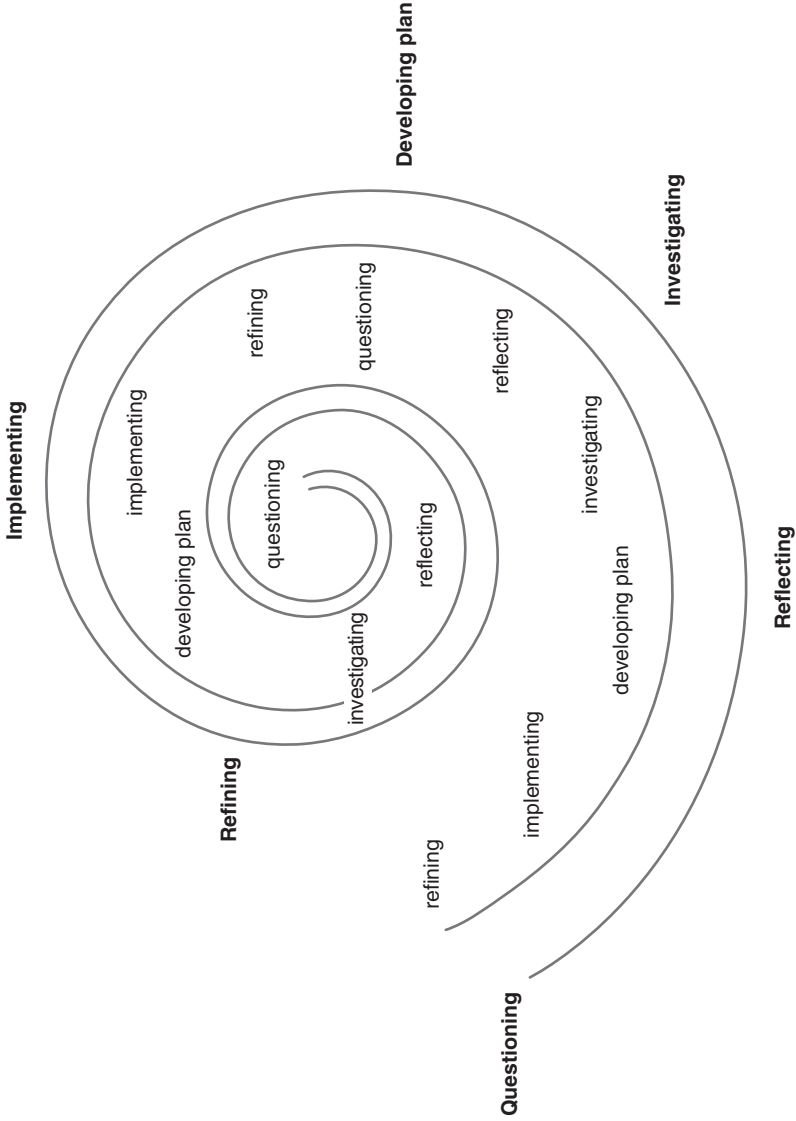 Implementing
implementing
developing plan
Refining
refining
questioning
investigating
questioning
Developing plan
refining
reflecting
reflecting
Questioning
implementing
investigating
developing plan
Investigating
Reflecting